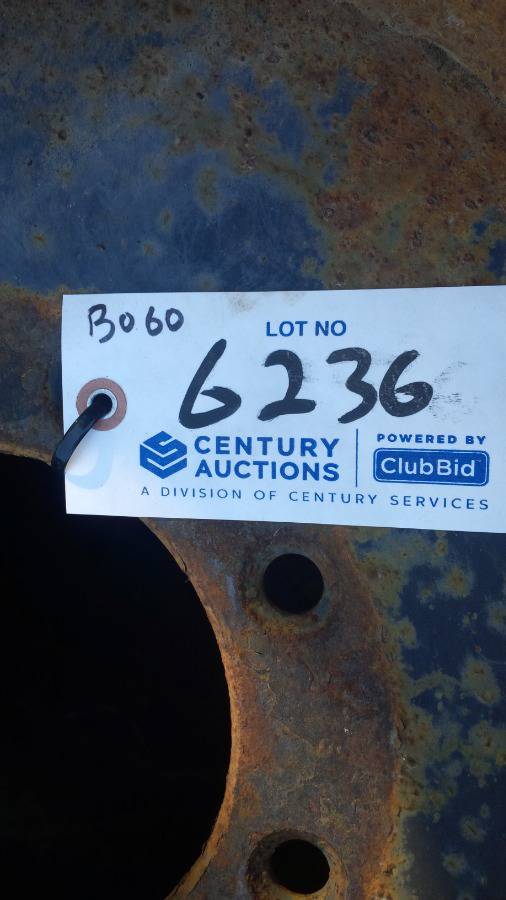 B060
LOT NO
6236
CENTURY
AUCTIONS
POWERED BY
ClubBid
A DIVISION OF CENTURY SERVICES